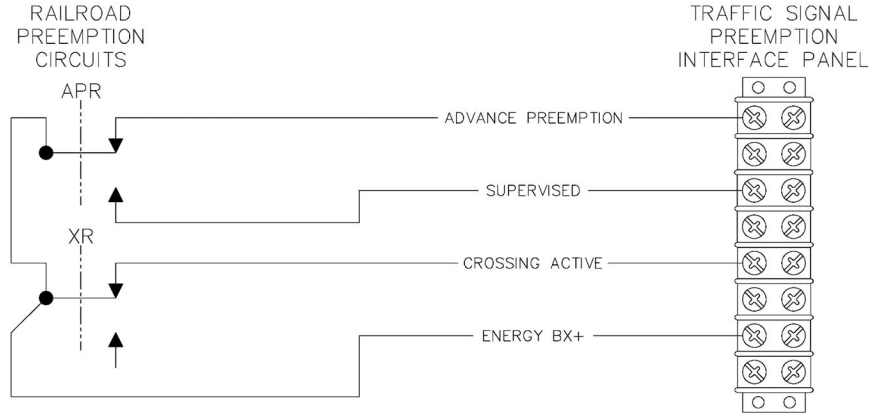 RAILROAD
PREEMPTION
CIRCUITS
TRAFFIC SIGNAL
PREEMPTION
INTERFACE PANEL
APR
ADVANCE PREEMPTION
SUPERVISED
XR
CROSSING ACTIVE
ENERGY BX+